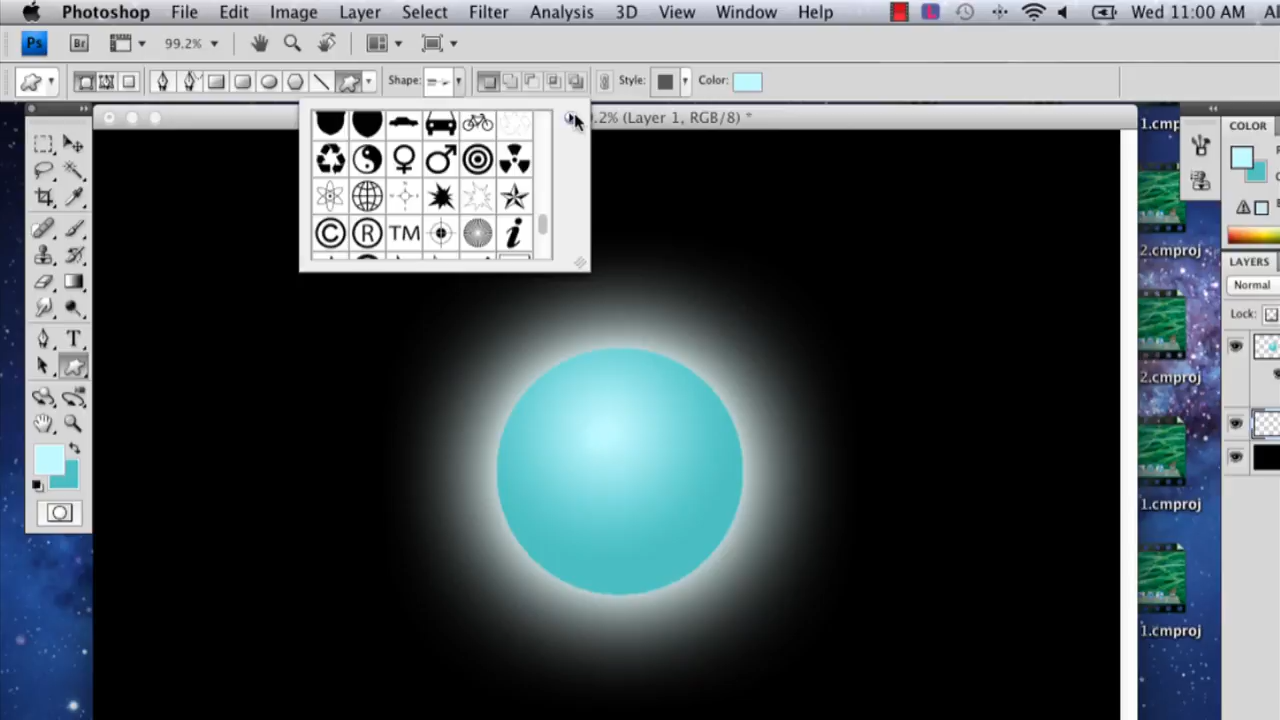 Photoshop File Edit Image Layer Select Filter Analysis 3D View Window Help Wed 11:00 AM
Ps Br 99.2%
Shape: Style: Color:
.2% (Layer 1, RGB/8) *
1.cmp
COLOR
© ® TM i
2.cmproj
LAYERS
Normal
Lock:
T
2.cmproj
1.cmproj
1.cmproj